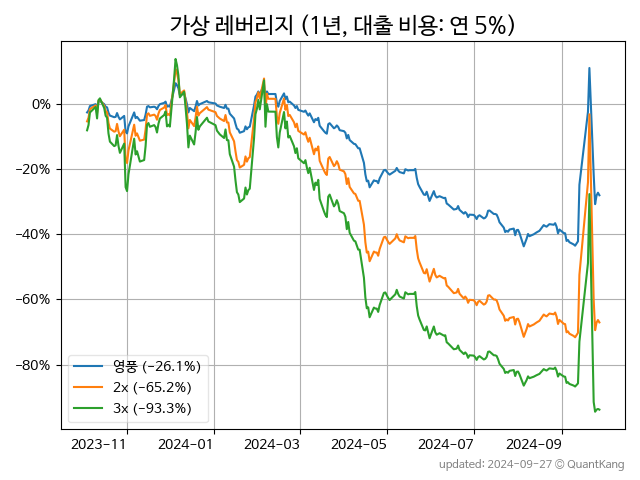 가상 레버리지 (1년, 대출 비용: 연 5%)
0%
−20%
−40%
−60%
−80%
영풍 (−26.1%)
2x (−65.2%)
3x (−93.3%)
2023−11 2024−01 2024−03 2024−05 2024−07 2024−09
updated: 2024−09−27 © QuantKang